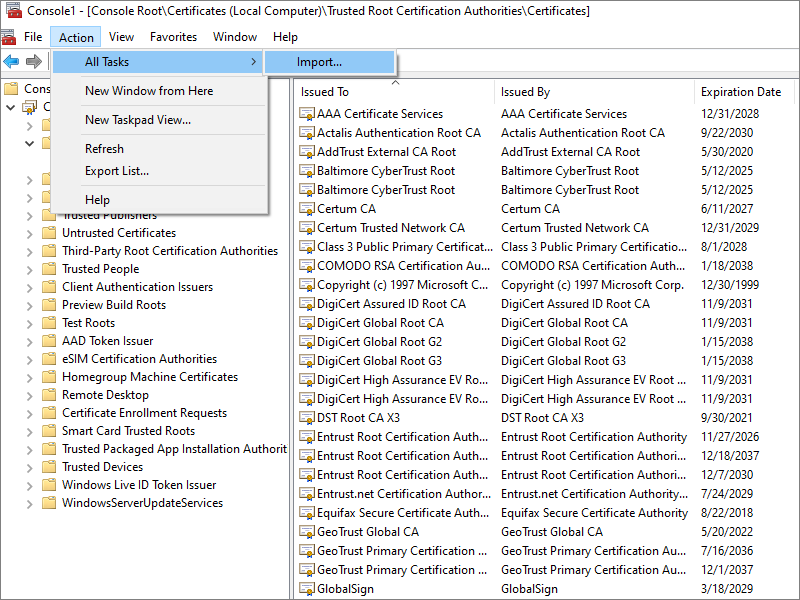 Console1 - [Console Root\Certificates (Local Computer)\Trusted Root Certification Authorities\Certificates]
File Action View Favorites Window Help
All Tasks
Import...
New Window from Here
New Taskpad View...
Refresh
Export List...
Help
Cons
C
Trusted Publishers
Untrusted Certificates
Third-Party Root Certification Authorities
Trusted People
Client Authentication Issuers
Preview Build Roots
Test Roots
AAD Token Issuer
eSIM Certification Authorities
Homegroup Machine Certificates
Remote Desktop
Certificate Enrollment Requests
Smart Card Trusted Roots
Trusted Packaged App Installation Authorit
Trusted Devices
Windows Live ID Token Issuer
WindowsServerUpdateServices
Issued To Issued By Expiration Date
AAA Certificate Services AAA Certificate Services 12/31/2028
Actalis Authentication Root CA Actalis Authentication Root CA 9/22/2030
AddTrust External CA Root AddTrust External CA Root 5/30/2020
Baltimore CyberTrust Root Baltimore CyberTrust Root 5/12/2025
Baltimore CyberTrust Root Baltimore CyberTrust Root 5/12/2025
Certum CA Certum CA 6/11/2027
Certum Trusted Network CA Certum Trusted Network CA 12/31/2029
Class 3 Public Primary Certificat... Class 3 Public Primary Certificatio... 8/1/2028
COMODO RSA Certification Au... COMODO RSA Certification Auth... 1/18/2038
Copyright (c) 1997 Microsoft C... Copyright (c) 1997 Microsoft Corp. 12/30/1999
DigiCert Assured ID Root CA DigiCert Assured ID Root CA 11/9/2031
DigiCert Global Root CA DigiCert Global Root CA 11/9/2031
DigiCert Global Root G2 DigiCert Global Root G2 1/15/2038
DigiCert Global Root G3 DigiCert Global Root G3 1/15/2038
DigiCert High Assurance EV Ro... DigiCert High Assurance EV Root ... 11/9/2031
DigiCert High Assurance EV Ro... DigiCert High Assurance EV Root ... 11/9/2031
DST Root CA X3 DST Root CA X3 9/30/2021
Entrust Root Certification Auth... Entrust Root Certification Authority 11/27/2026
Entrust Root Certification Auth... Entrust Root Certification Authori... 12/18/2037
Entrust Root Certification Auth... Entrust Root Certification Authori... 12/7/2030
Entrust.net Certification Author... Entrust.net Certification Authority... 7/24/2029
Equifax Secure Certificate Auth... Equifax Secure Certificate Authority 8/22/2018
GeoTrust Global CA GeoTrust Global CA 5/20/2022
GeoTrust Primary Certification ... GeoTrust Primary Certification Au... 7/16/2036
GeoTrust Primary Certification ... GeoTrust Primary Certification Au... 12/1/2037
GlobalSign GlobalSign 3/18/2029